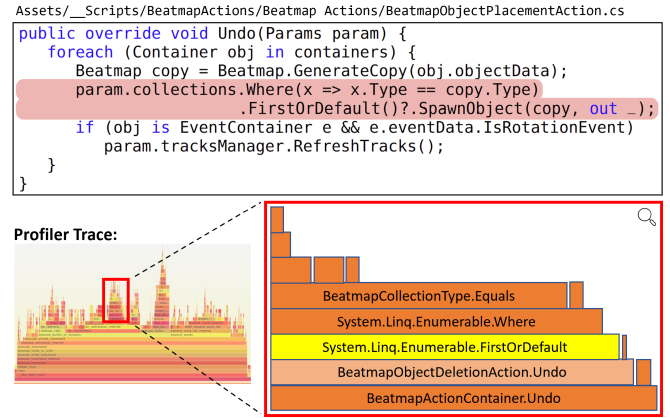 Assets/__Scripts/BeatmapActions/Beatmap Actions/BeatmapObjectPlacementAction.cs
public override void Undo(Params param) {
foreach (Container obj in containers) {
Beatmap copy = Beatmap.GenerateCopy(obj.objectData);
param.collections.Where(x => x.Type == copy.Type)
.FirstOrDefault()?.SpawnObject(copy, out _);
if (obj is EventContainer e && e.eventData.IsRotationEvent)
param.tracksManager.RefreshTracks();
}
}
Profiler Trace:
BeatmapCollectionType.Equals
System.Linq.Enumerable.Where
System.Linq.Enumerable.FirstOrDefault
BeatmapObjectDeletionAction.Undo
BeatmapActionContainer.Undo